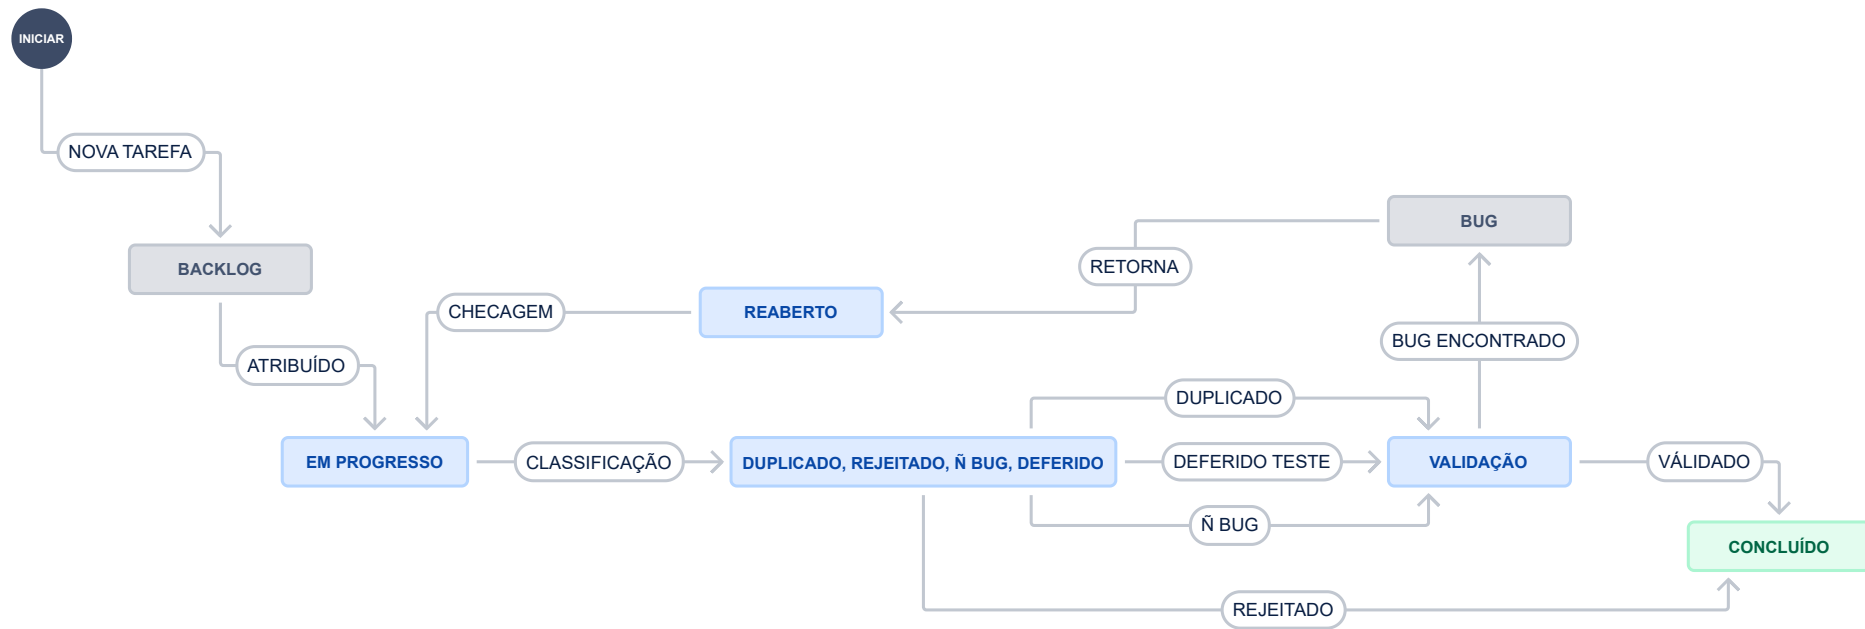 INICIAR
NOVA TAREFA
BACKLOG
ATRIBUÍDO
BUG
RETORNA
REABERTO
CHECAGEM
BUG ENCONTRADO
DUPLICADO
EM PROGRESSO
CLASSIFICAÇÃO
DUPLICADO, REJEITADO, Ñ BUG, DEFERIDO
DEFERIDO TESTE
VALIDAÇÃO
VÁLIDADO
Ñ BUG
CONCLUÍDO
REJEITADO